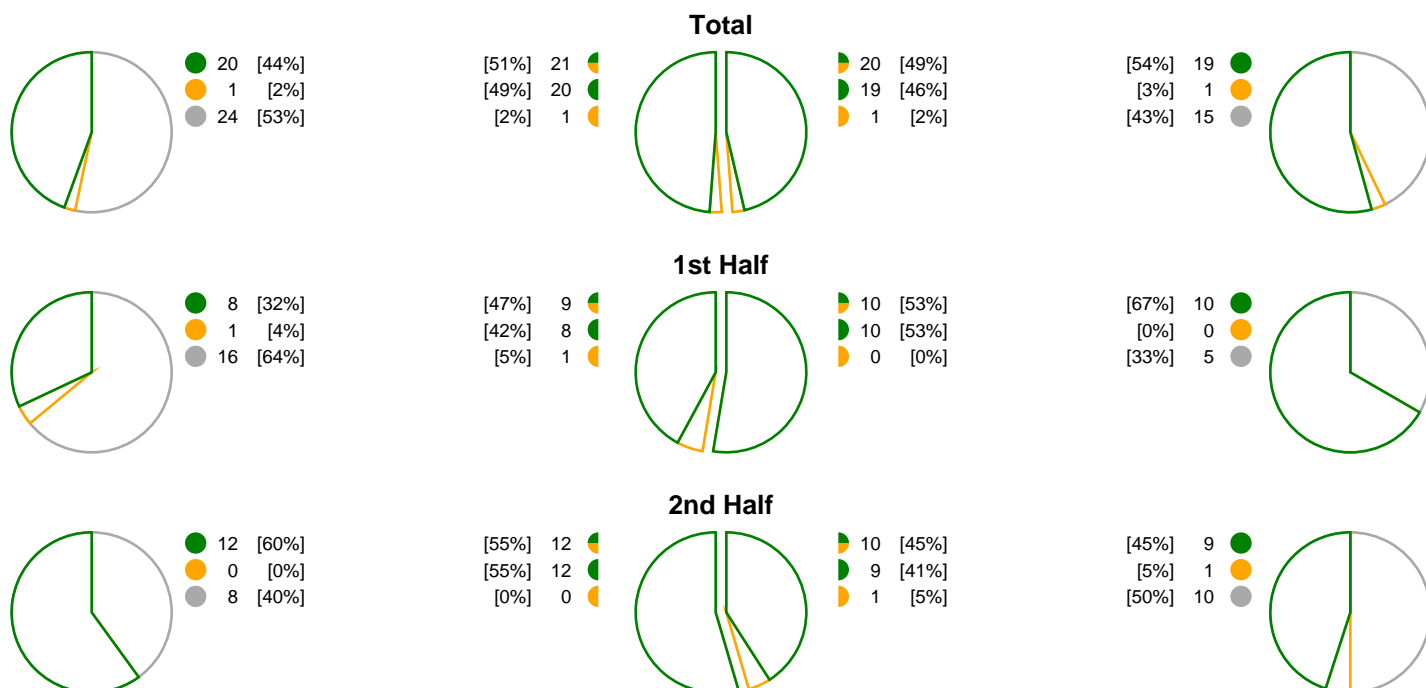 Total
20 [44%] [51%] 21 20 [49%] [54%] 19
1 [2%] [49%] 20 19 [46%] [3%] 1
24 [53%] [2%] 1 1 [2%] [43%] 15
1st Half
8 [32%] [47%] 9 10 [53%] [67%] 10
1 [4%] [42%] 8 10 [53%] [0%] 0
16 [64%] [5%] 1 0 [0%] [33%] 5
2nd Half
12 [60%] [55%] 12 10 [45%] [45%] 9
0 [0%] [55%] 12 9 [41%] [5%] 1
8 [40%] [0%] 0 1 [5%] [50%] 10